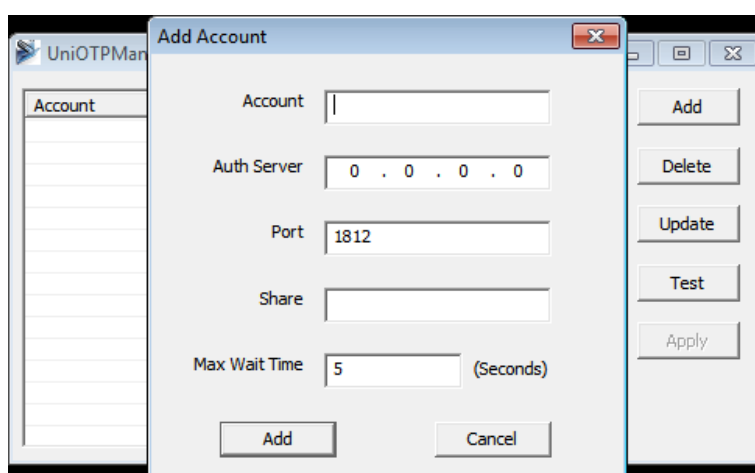 Add Account
UniOTPMan
Account
Account
Add
Auth Server
0 . 0 . 0 . 0
Delete
Port
1812
Update
Share
Test
Max Wait Time
5
(Seconds)
Apply
Add
Cancel